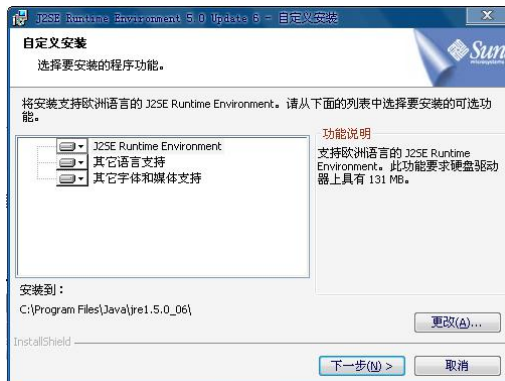 J2SE Runtime Environment 5.0 Update 6 - 自定义安装
自定义安装
选择要安装的程序功能。
Sun
microsystems
将安装支持欧洲语言的 J2SE Runtime Environment。请从下面的列表中选择要安装的可选功
能。
J2SE Runtime Environment
其它语言支持
其它字体和媒体支持
功能说明
支持欧洲语言的 J2SE Runtime
Environment。此功能要求硬盘驱动
器上具有 131 MB。
安装到：
C:\Program Files\Java\jre1.5.0_06\
更改(A)...
InstallShield
下一步(N) >
取消